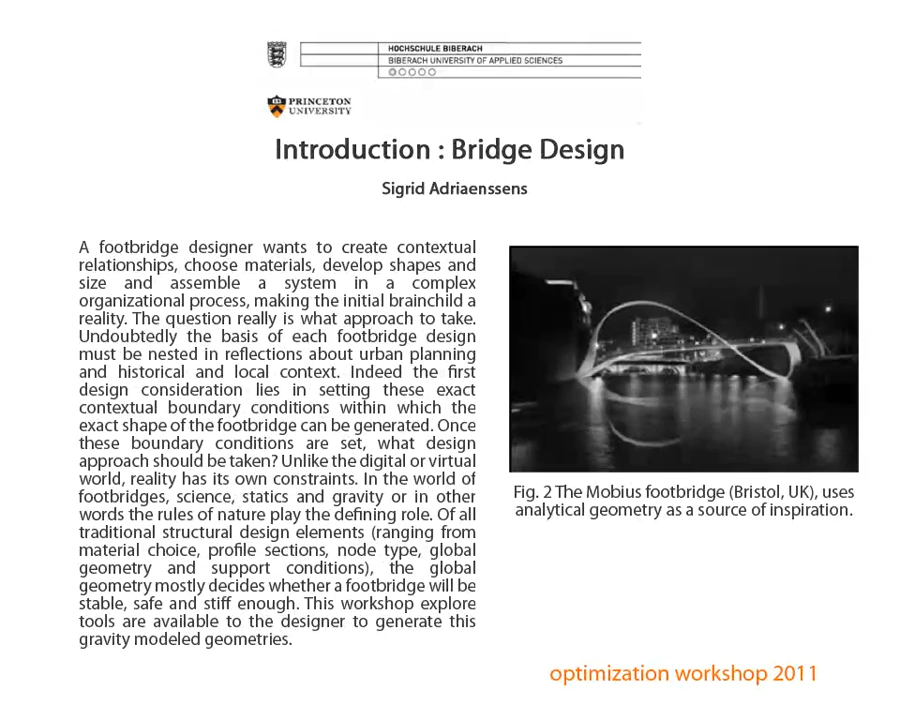 HOCHSCHULE BIBERACH
BIBERACH UNIVERSITY OF APPLIED SCIENCES
PRINCETON
UNIVERSITY
Introduction : Bridge Design
Sigrid Adriaenssens
A footbridge designer wants to create contextual
relationships, choose materials, develop shapes and
size and assemble a system in a complex
organizational process, making the initial brainchild a
reality. The question really is what approach to take.
Undoubtedly the basis of each footbridge design
must be nested in reflections about urban planning
and historical and local context. Indeed the first
design consideration lies in setting these exact
contextual boundary conditions within which the
exact shape of the footbridge can be generated. Once
these boundary conditions are set, what design
approach should be taken? Unlike the digital or virtual
world, reality has its own constraints. In the world of
footbridges, science, statics and gravity or in other
words the rules of nature play the defining role. Of all
traditional structural design elements (ranging from
material choice, profile sections, node type, global
geometry and support conditions), the global
geometry mostly decides whether a footbridge will be
stable, safe and stiff enough. This workshop explore
tools are available to the designer to generate this
gravity modeled geometries.
Fig. 2 The Mobius footbridge (Bristol, UK), uses
analytical geometry as a source of inspiration.
optimization workshop 2011